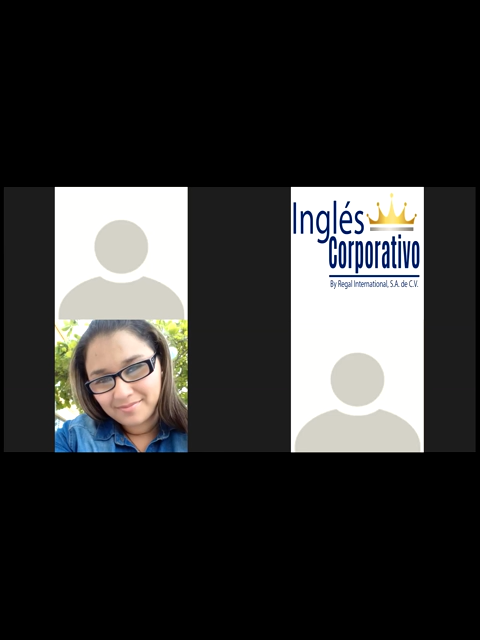 Inglés
Corporativo
By Regal International, S.A. de C.V.